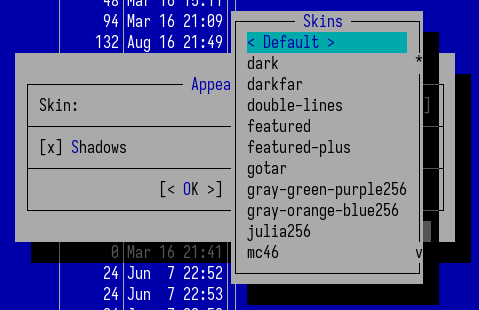 48 Mar 16 15:11
94 Mar 16 21:09
132 Aug 16 21:49
Appea
Skin:
[x] Shadows
[< OK >]
]
0 Mar 16 21:41
24 Jun 7 22:52
24 Jun 7 22:53
Skins
< Default >
dark
darkfar
double-lines
featured
featured-plus
gotar
gray-green-purple256
gray-orange-blue256
julia256
mc46